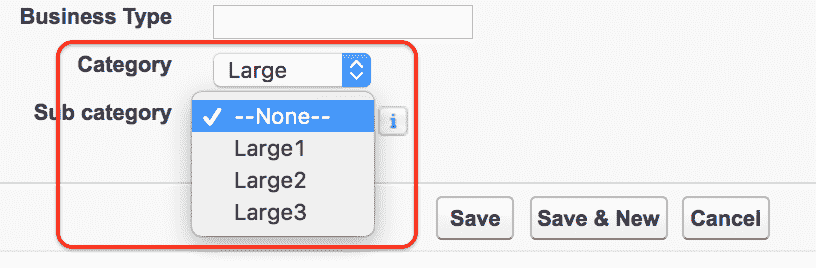 Business Type
Category Large
Sub category --None-- i
Large1
Large2
Large3
Save Save & New Cancel